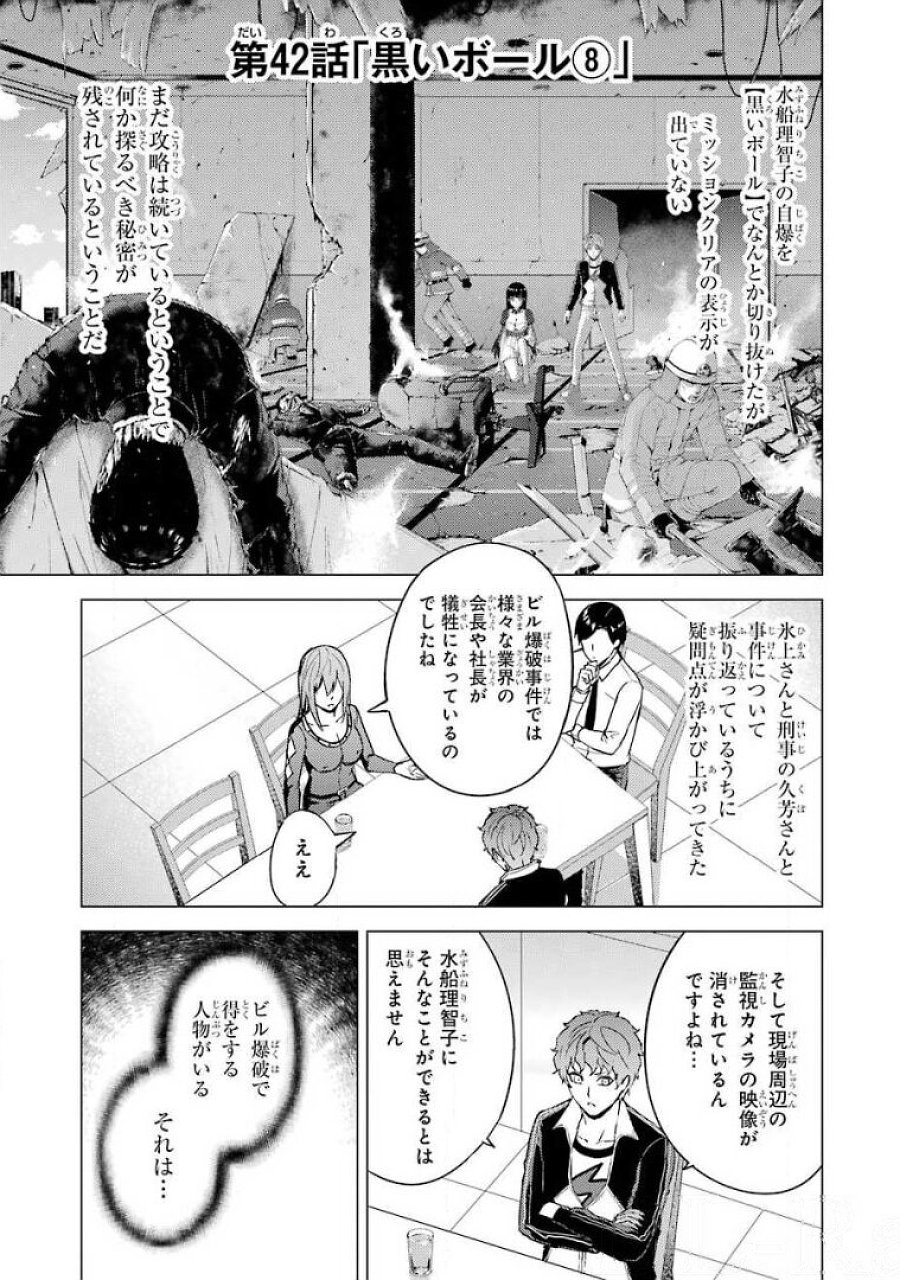 第42話「黒いボール⑧」
水船理智子の自爆を
【黒いボール】でなんとか切り抜けたが
ミッションクリアの表示が
出ていない
まだ攻略は続いているということで
何か探るべき秘密が
残されているということだ
氷上さんと刑事の久芳さんと
事件について
振り返っているうちに
疑問点が浮かび上がってきた
ビル爆破事件では
様々な業界の
会長や社長が
犠牲になっているの
でしたね
ええ
そして現場周辺の
監視カメラの映像が
消されているん
ですよね…
水船理智子に
そんなことができるとは
思えません
ビル爆破で
得をする
人物がいる
それは…